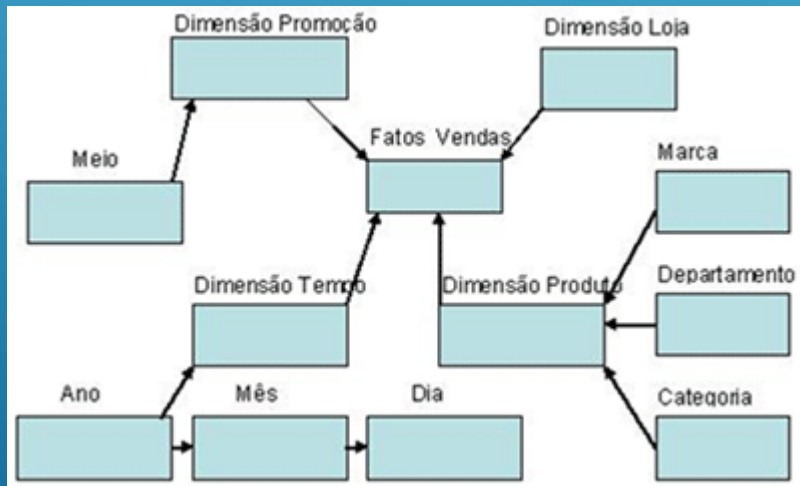 Dimensão Promoção
Dimensão Loja
Fatos Vendas
Meio
Marca
Dimensão Tempo
Dimensão Produto
Departamento
Ano
Mês
Dia
Categoria